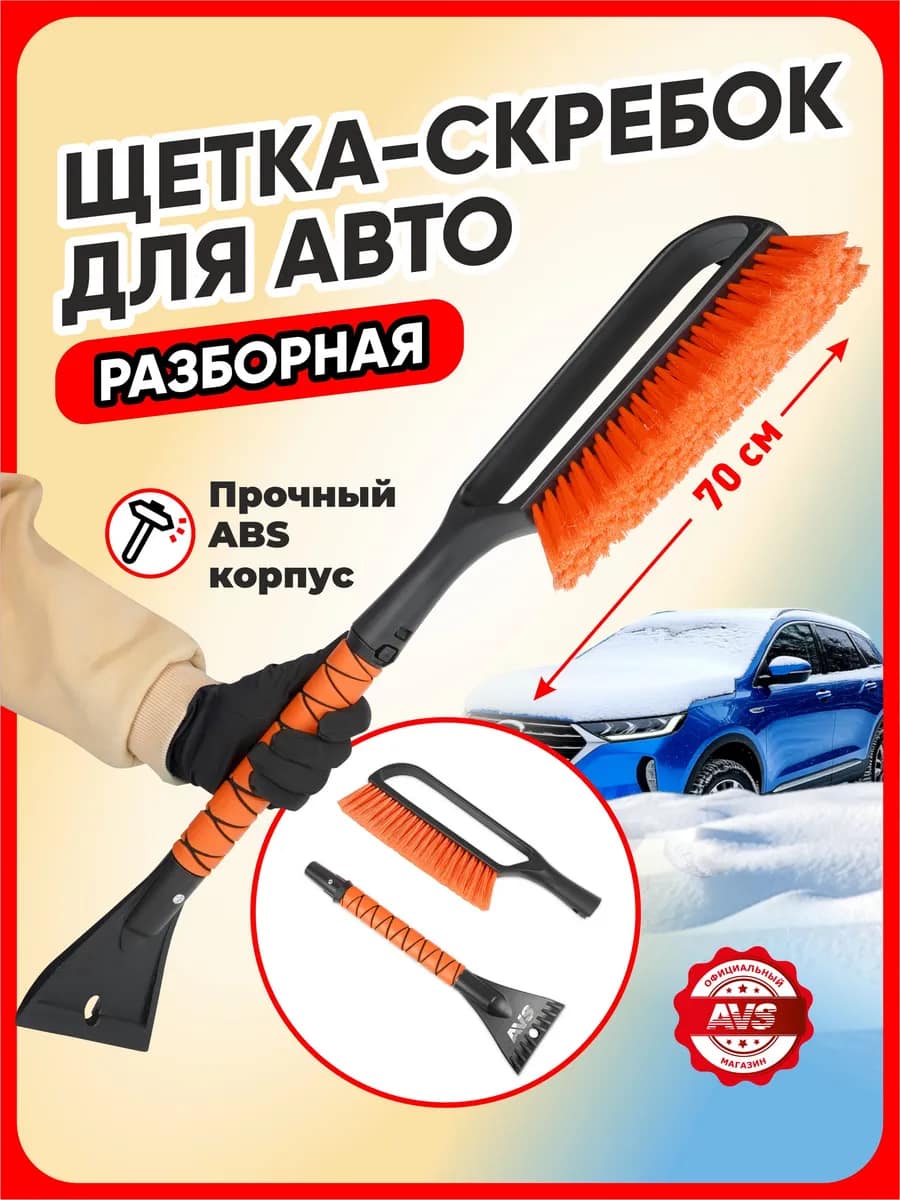 ЩЕТКА-СКРЕБОК
ДЛЯ АВТО
РАЗБОРНАЯ
Прочный
ABS
корпус
70 см
AVS
ОФИЦИАЛЬНЫЙ
AVS
МАГАЗИН